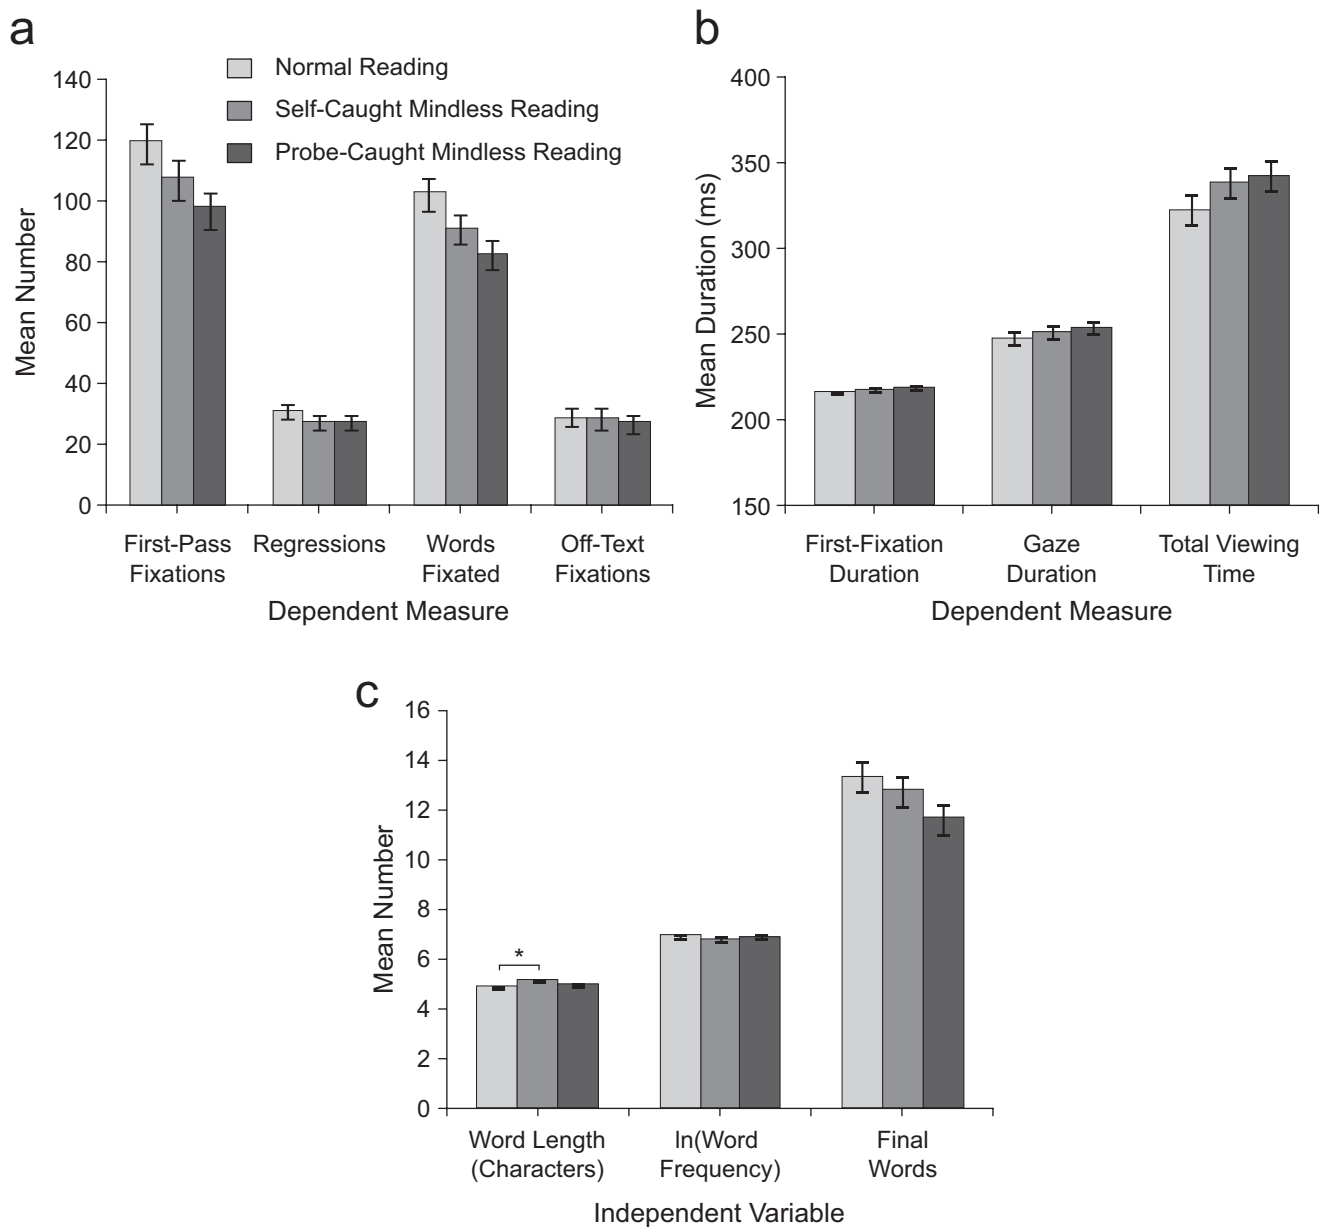 a
Normal Reading
Self-Caught Mindless Reading
Probe-Caught Mindless Reading
140
120
100
80
60
40
20
0
Mean Number
First-Pass Fixations
Regressions
Words Fixated
Off-Text Fixations
Dependent Measure
b
400
350
300
250
200
150
Mean Duration (ms)
First-Fixation Duration
Gaze Duration
Total Viewing Time
Dependent Measure
c
16
14
12
10
8
6
4
2
0
Mean Number
*
Word Length (Characters)
ln(Word Frequency)
Final Words
Independent Variable